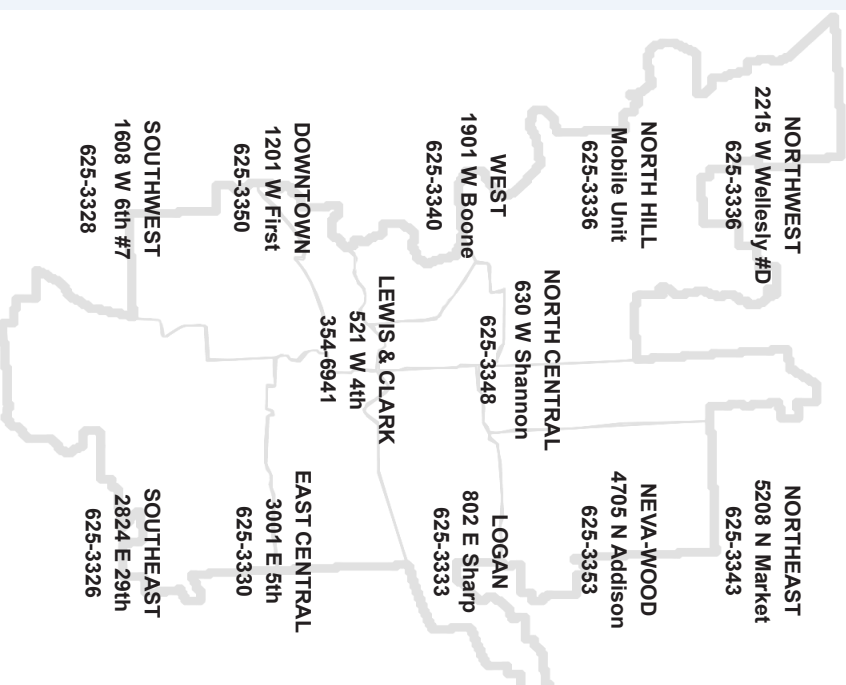 NORTHWEST
2215 W Wellesly #D
625-3336
NORTHEAST
5208 N Market
625-3343
NORTH HILL
Mobile Unit
625-3336
NEVA-WOOD
4705 N Addison
625-3353
NORTH CENTRAL
630 W Shannon
625-3348
WEST
1901 W Boone
625-3340
LOGAN
802 E Sharp
625-3333
LEWIS & CLARK
521 W 4th
354-6941
DOWNTOWN
1201 W First
625-3350
EAST CENTRAL
3001 E 5th
625-3330
SOUTHWEST
1608 W 6th #7
625-3328
SOUTHEAST
2824 E 29th
625-3326